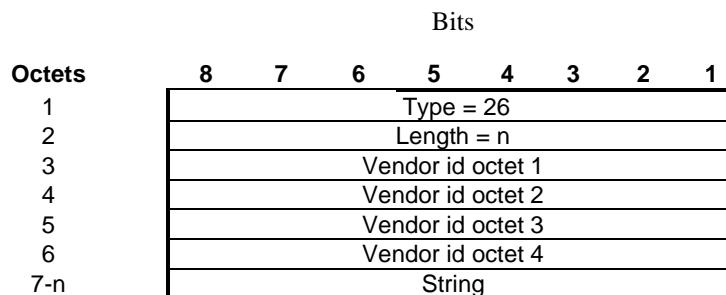 Bits
Octets 8 7 6 5 4 3 2 1
1 Type = 26
2 Length = n
3 Vendor id octet 1
4 Vendor id octet 2
5 Vendor id octet 3
6 Vendor id octet 4
7-n String